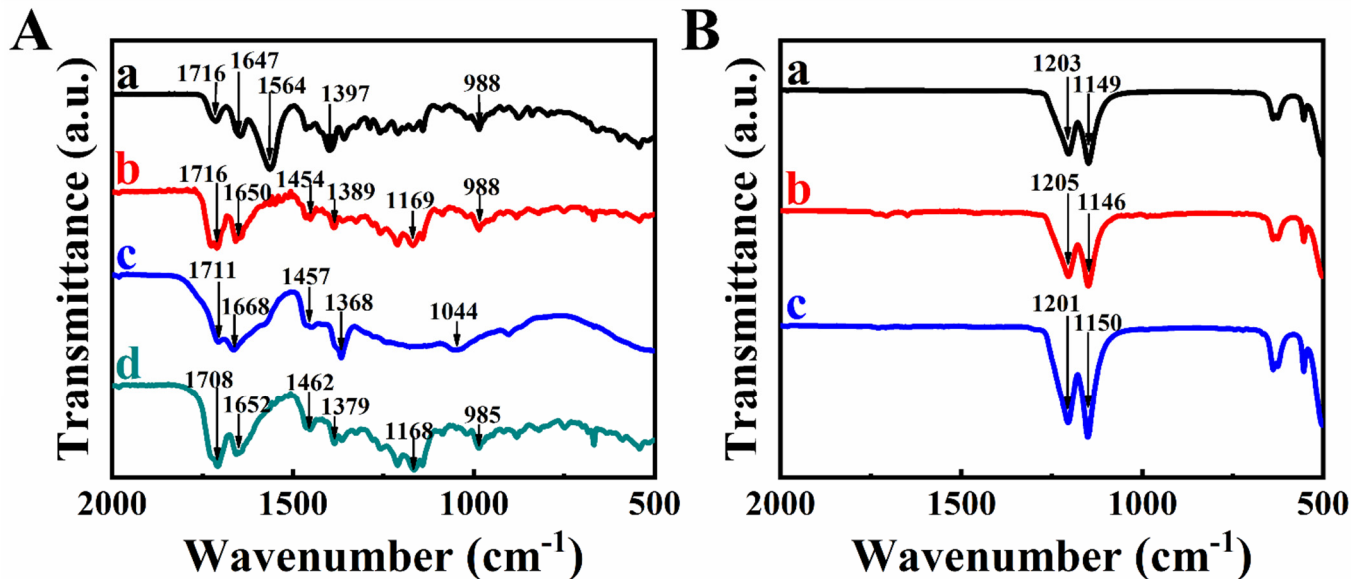 A
Transmittance (a.u.)
a
1716
1647
1564
1397
988
b
1716
1650
1454
1389
1169
988
c
1711
1668
1457
1368
1044
d
1708
1652
1462
1379
1168
985
2000 1500 1000 500
Wavenumber (cm⁻¹)
B
Transmittance (a.u.)
a
1203
1149
b
1205
1146
c
1201
1150
2000 1500 1000 500
Wavenumber (cm⁻¹)